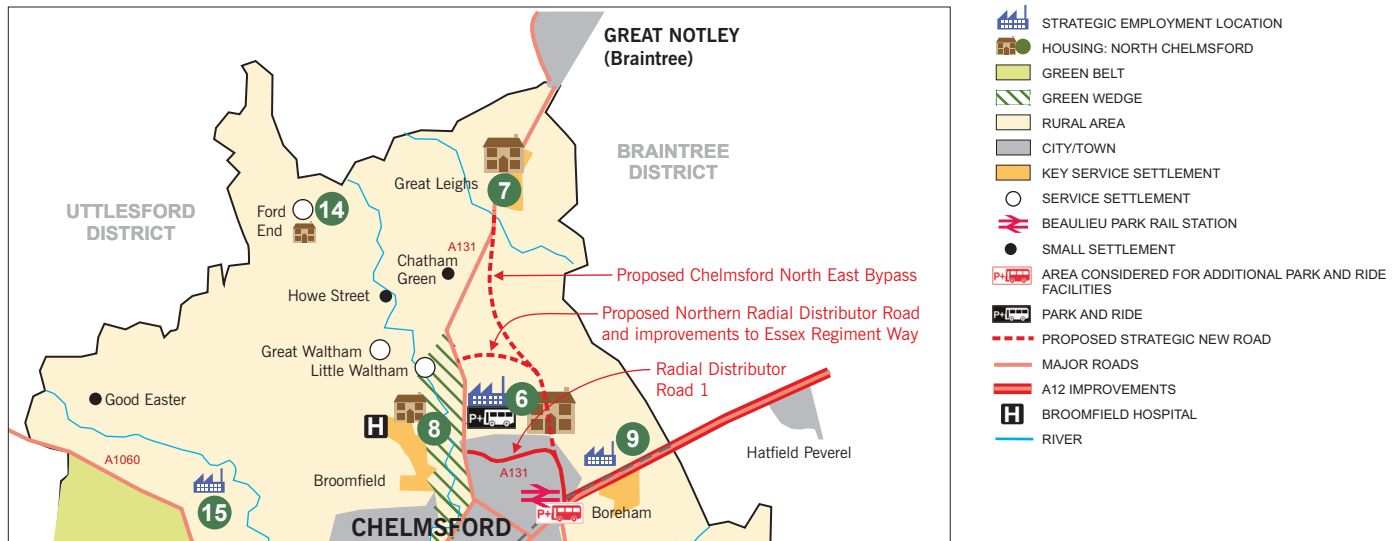 GREAT NOTLEY
(Braintree)
BRAINTREE
DISTRICT
UTTLESFORD
DISTRICT
Great Leighs
7
Ford
End
14
A131
Chatham
Green
Howe Street
Proposed Chelmsford North East Bypass
Proposed Northern Radial Distributor Road
and improvements to Essex Regiment Way
Great Waltham
Little Waltham
Radial Distributor
Road 1
Good Easter
6
P+
H
8
9
Hatfield Peverel
A1060
A131
Broomfield
15
P+
Boreham
CHELMSFORD
STRATEGIC EMPLOYMENT LOCATION
HOUSING: NORTH CHELMSFORD
GREEN BELT
GREEN WEDGE
RURAL AREA
CITY/TOWN
KEY SERVICE SETTLEMENT
SERVICE SETTLEMENT
BEAULIEU PARK RAIL STATION
SMALL SETTLEMENT
P+ AREA CONSIDERED FOR ADDITIONAL PARK AND RIDE
FACILITIES
P+ PARK AND RIDE
PROPOSED STRATEGIC NEW ROAD
MAJOR ROADS
A12 IMPROVEMENTS
H BROOMFIELD HOSPITAL
RIVER